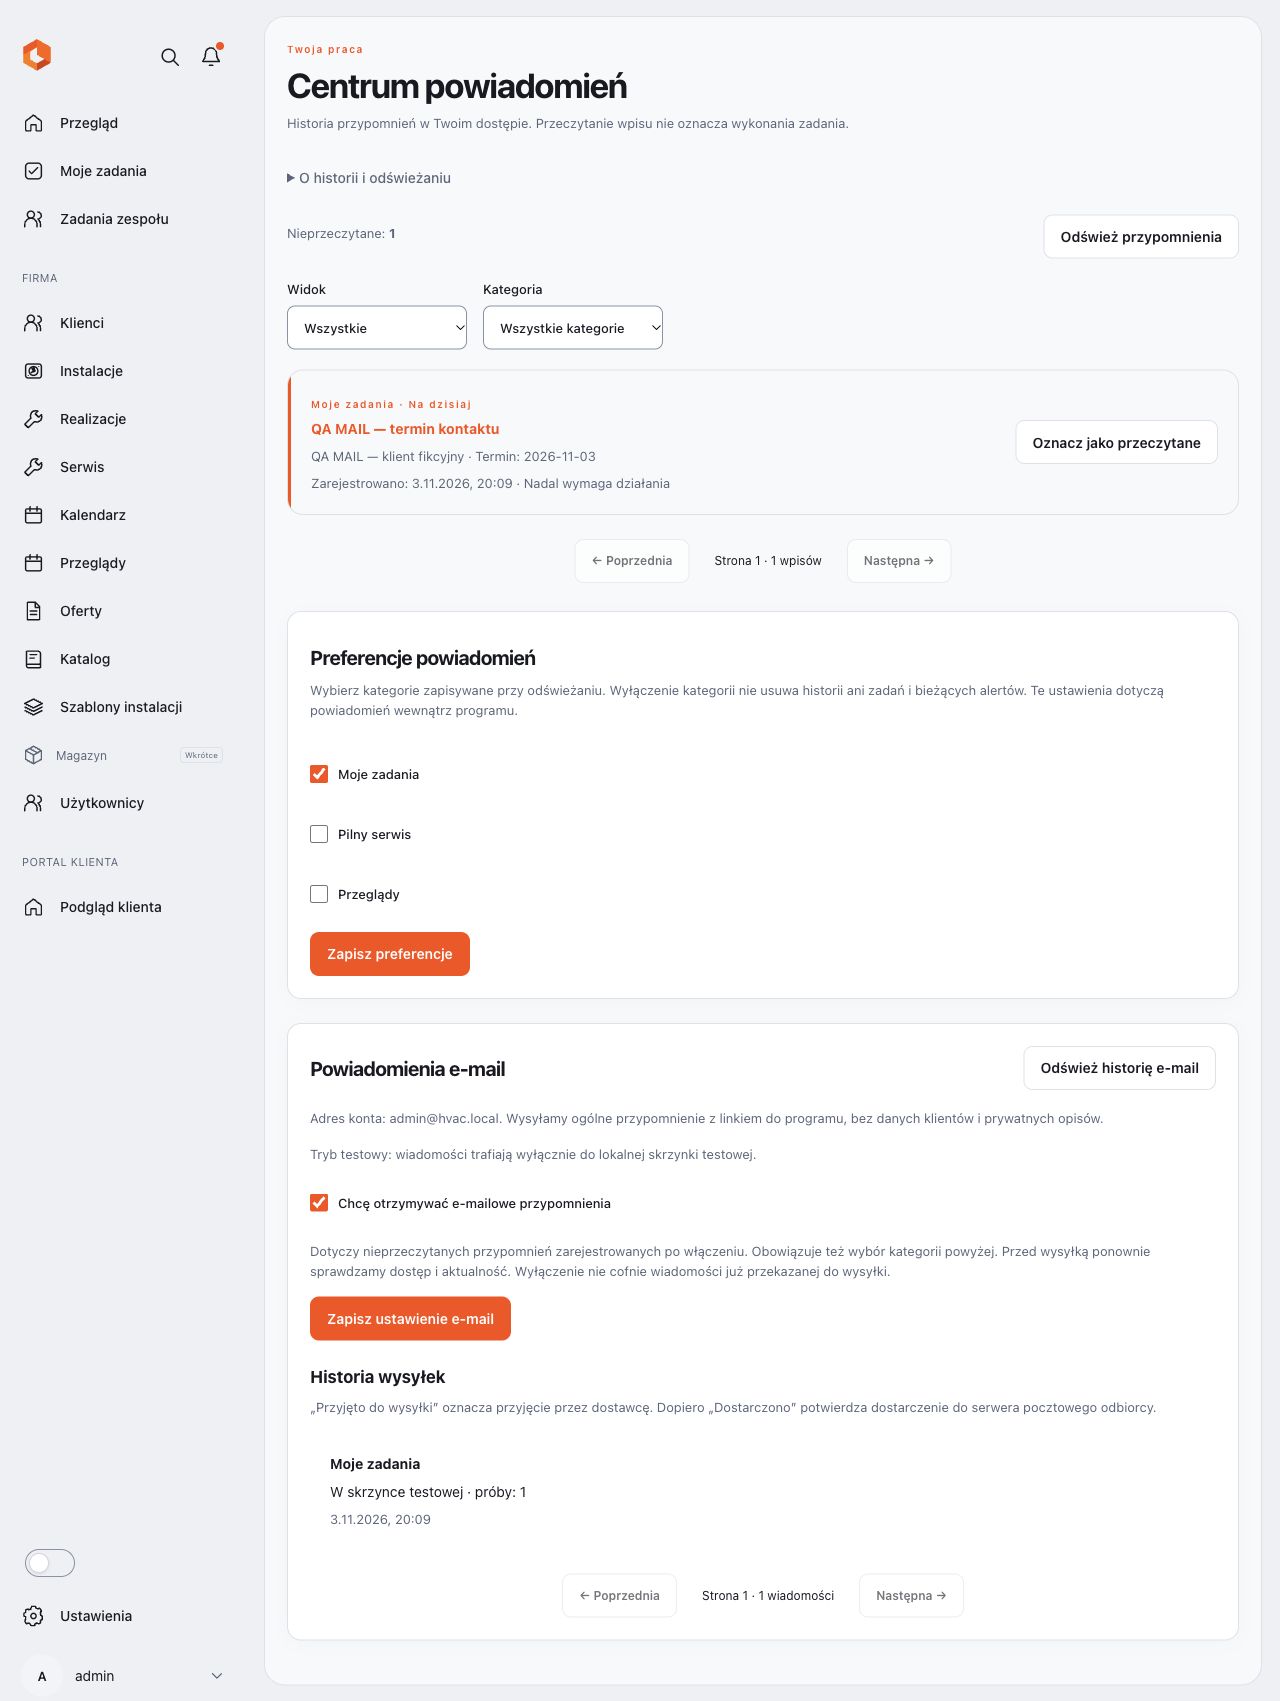 Przegląd
Moje zadania
Zadania zespołu
FIRMA
Klienci
Instalacje
Realizacje
Serwis
Kalendarz
Przeglądy
Oferty
Katalog
Szablony instalacji
Magazyn
Wkrótce
Użytkownicy
PORTAL KLIENTA
Podgląd klienta
Ustawienia
A
admin
Twoja praca
Centrum powiadomień
Historia przypomnień w Twoim dostępie. Przeczytanie wpisu nie oznacza wykonania zadania.
▶ O historii i odświeżaniu
Nieprzeczytane: 1
Odśwież przypomnienia
Widok
Kategoria
Wszystkie
Wszystkie kategorie
Moje zadania · Na dzisiaj
QA MAIL — termin kontaktu
QA MAIL — klient fikcyjny · Termin: 2026-11-03
Zarejestrowano: 3.11.2026, 20:09 · Nadal wymaga działania
Oznacz jako przeczytane
← Poprzednia
Strona 1 · 1 wpisów
Następna →
Preferencje powiadomień
Wybierz kategorie zapisywane przy odświeżaniu. Wyłączenie kategorii nie usuwa historii ani zadań i bieżących alertów. Te ustawienia dotyczą
powiadomień wewnątrz programu.
Moje zadania
Pilny serwis
Przeglądy
Zapisz preferencje
Powiadomienia e-mail
Odśwież historię e-mail
Adres konta: admin@hvac.local. Wysyłamy ogólne przypomnienie z linkiem do programu, bez danych klientów i prywatnych opisów.
Tryb testowy: wiadomości trafiają wyłącznie do lokalnej skrzynki testowej.
Chcę otrzymywać e-mailowe przypomnienia
Dotyczy nieprzeczytanych przypomnień zarejestrowanych po włączeniu. Obowiązuje też wybór kategorii powyżej. Przed wysyłką ponownie
sprawdzamy dostęp i aktualność. Wyłączenie nie cofnie wiadomości już przekazanej do wysyłki.
Zapisz ustawienie e-mail
Historia wysyłek
„Przyjęto do wysyłki” oznacza przyjęcie przez dostawcę. Dopiero „Dostarczono” potwierdza dostarczenie do serwera pocztowego odbiorcy.
Moje zadania
W skrzynce testowej · próby: 1
3.11.2026, 20:09
← Poprzednia
Strona 1 · 1 wiadomości
Następna →